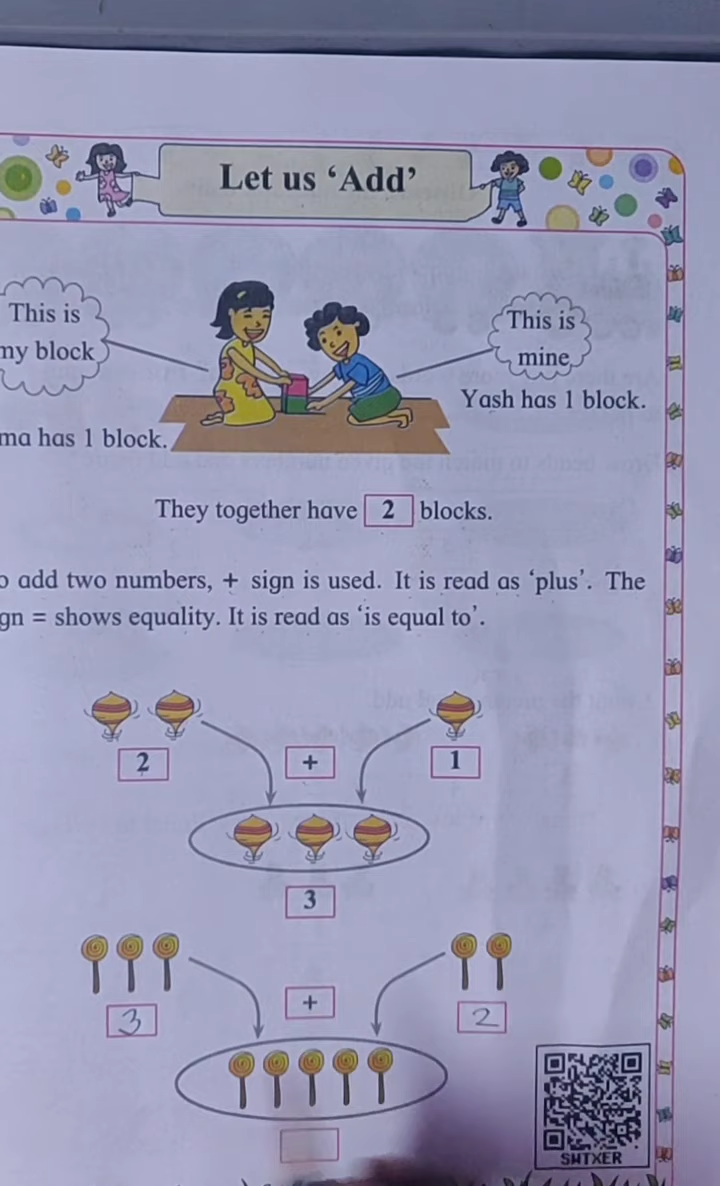 Let us 'Add'
This is
my block
This is
mine
Yash has 1 block.
ma has 1 block.
They together have 2 blocks.
add two numbers, + sign is used. It is read as 'plus'. The
gn = shows equality. It is read as 'is equal to'.
2 + 1
3
3 + 2
SWTXER